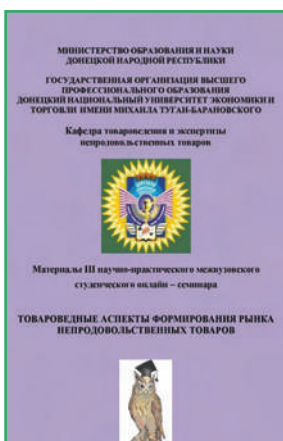 МИНИСТЕРСТВО ОБРАЗОВАНИЯ И НАУКИ
ДОНЕЦКОЙ НАРОДНОЙ РЕСПУБЛИКИ
ГОСУДАРСТВЕННАЯ ОРГАНИЗАЦИЯ ВЫСШЕГО
ПРОФЕССИОНАЛЬНОГО ОБРАЗОВАНИЯ
ДОНЕЦКИЙ НАЦИОНАЛЬНЫЙ УНИВЕРСИТЕТ ЭКОНОМИКИ И
ТОРГОВЛИ ИМЕНИ МИХАИЛА ТУГАН-БАРАНОВСКОГО
Кафедра товароведения и экспертизы
непродовольственных товаров
Материалы III научно-практического межвузовского
студенческого онлайн – семинара
ТОВАРОВЕДНЫЕ АСПЕКТЫ ФОРМИРОВАНИЯ РЫНКА
НЕПРОДОВОЛЬСТВЕННЫХ ТОВАРОВ